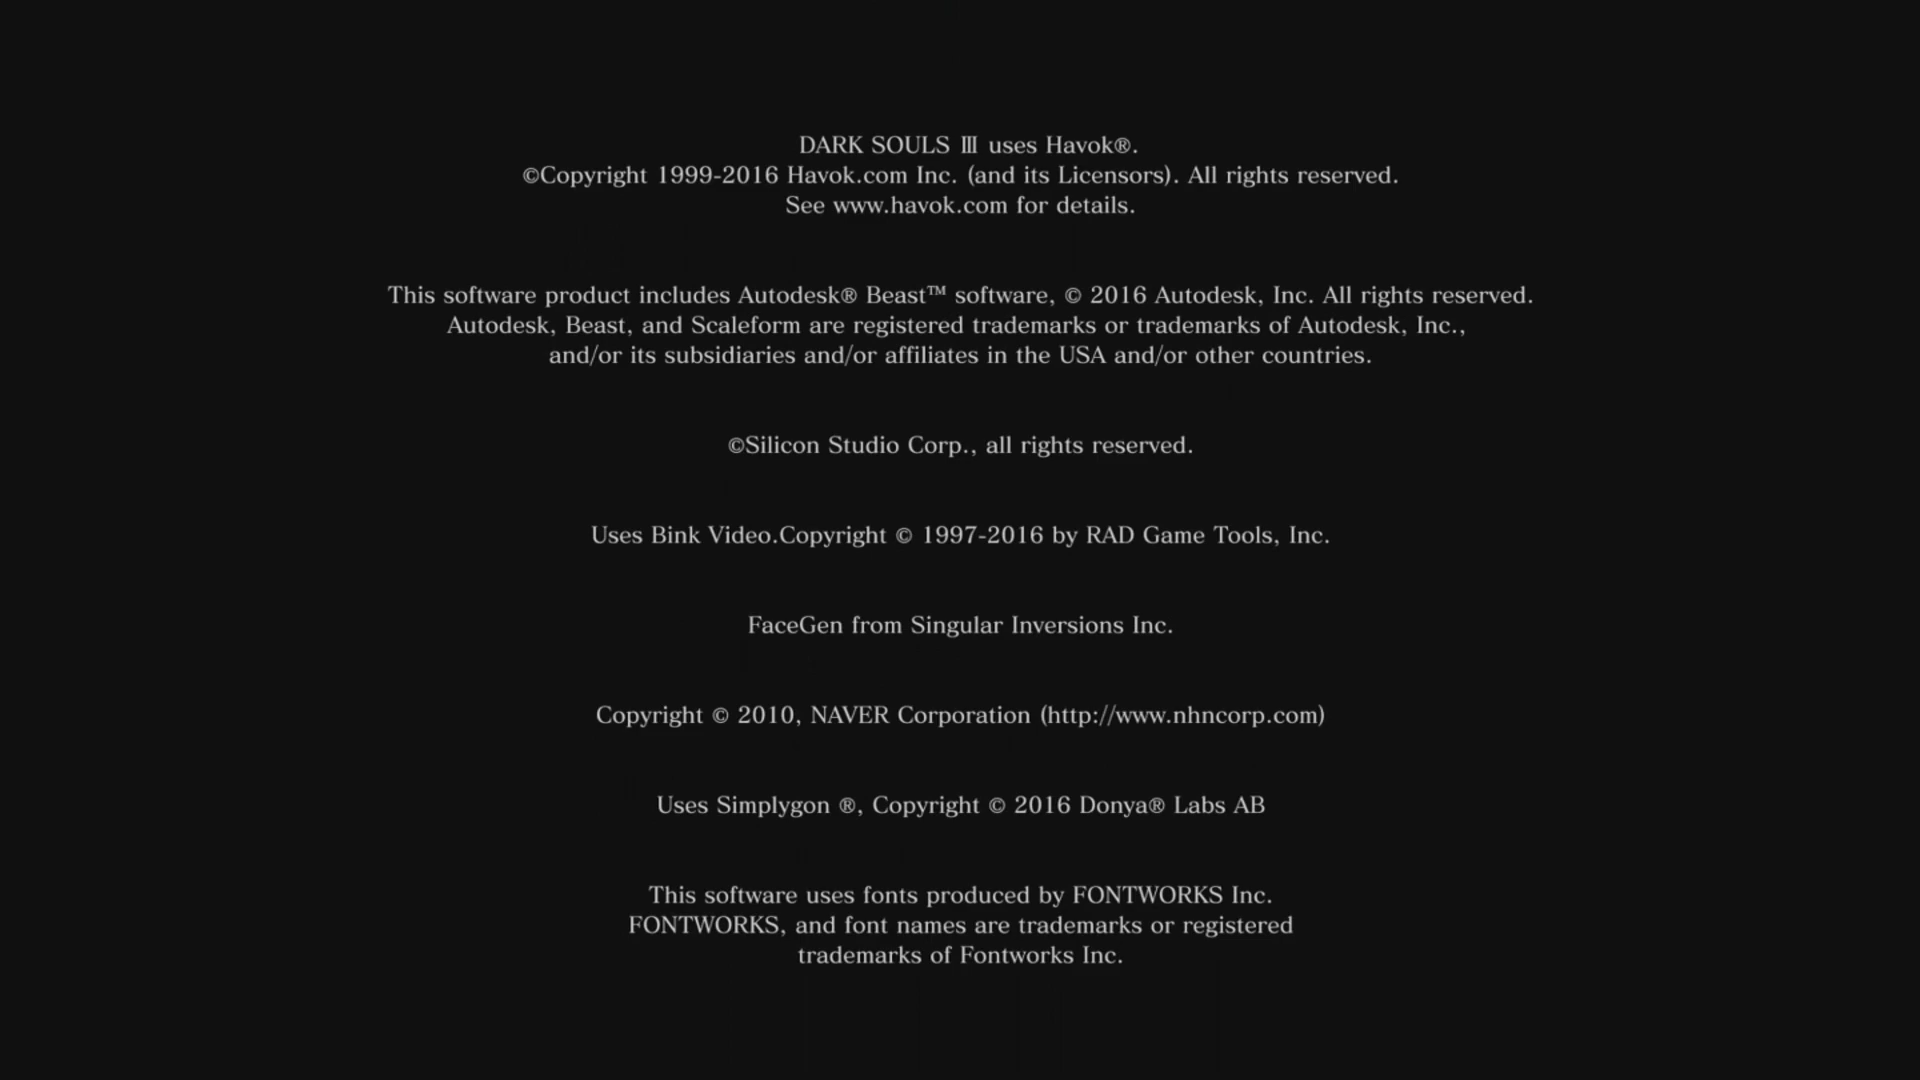 DARK SOULS Ⅲ uses Havok®.
©Copyright 1999-2016 Havok.com Inc. (and its Licensors). All rights reserved.
See www.havok.com for details.
This software product includes Autodesk® Beast™ software, © 2016 Autodesk, Inc. All rights reserved.
Autodesk, Beast, and Scaleform are registered trademarks or trademarks of Autodesk, Inc.,
and/or its subsidiaries and/or affiliates in the USA and/or other countries.
©Silicon Studio Corp., all rights reserved.
Uses Bink Video.Copyright © 1997-2016 by RAD Game Tools, Inc.
FaceGen from Singular Inversions Inc.
Copyright © 2010, NAVER Corporation (http://www.nhncorp.com)
Uses Simplygon ®, Copyright © 2016 Donya® Labs AB
This software uses fonts produced by FONTWORKS Inc.
FONTWORKS, and font names are trademarks or registered
trademarks of Fontworks Inc.